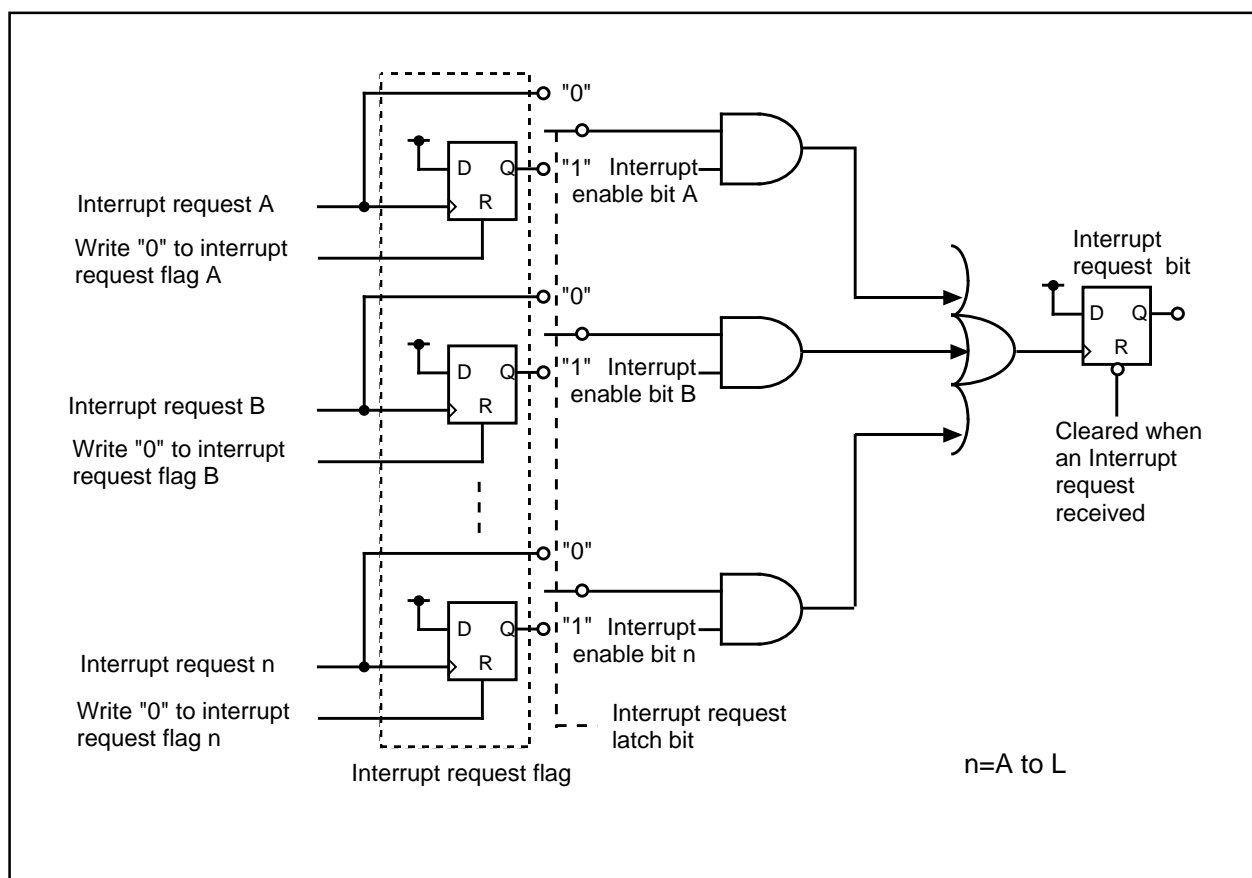 "0"
D Q
R
"1"
Interrupt
enable bit A
Interrupt request A
Write "0" to interrupt
request flag A
"0"
D Q
R
"1"
Interrupt
enable bit B
Interrupt request B
Write "0" to interrupt
request flag B
"0"
D Q
R
"1"
Interrupt
enable bit n
Interrupt request n
Write "0" to interrupt
request flag n
Interrupt request flag
Interrupt request
latch bit
Interrupt
request bit
D Q
R
Cleared when
an Interrupt
request
received
n=A to L